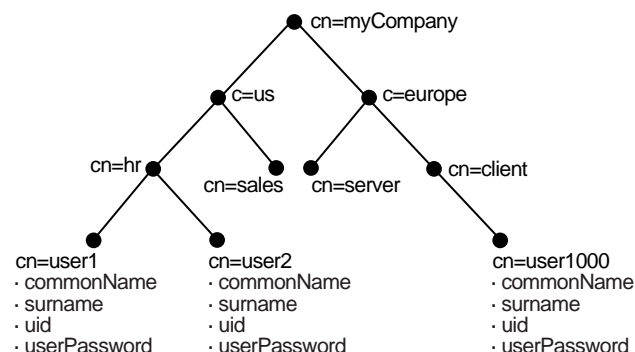 cn=myCompany
c=us
c=europe
cn=hr
cn=sales
cn=server
cn=client
cn=user1
· commonName
· surname
· uid
· userPassword
cn=user2
· commonName
· surname
· uid
· userPassword
cn=user1000
· commonName
· surname
· uid
· userPassword